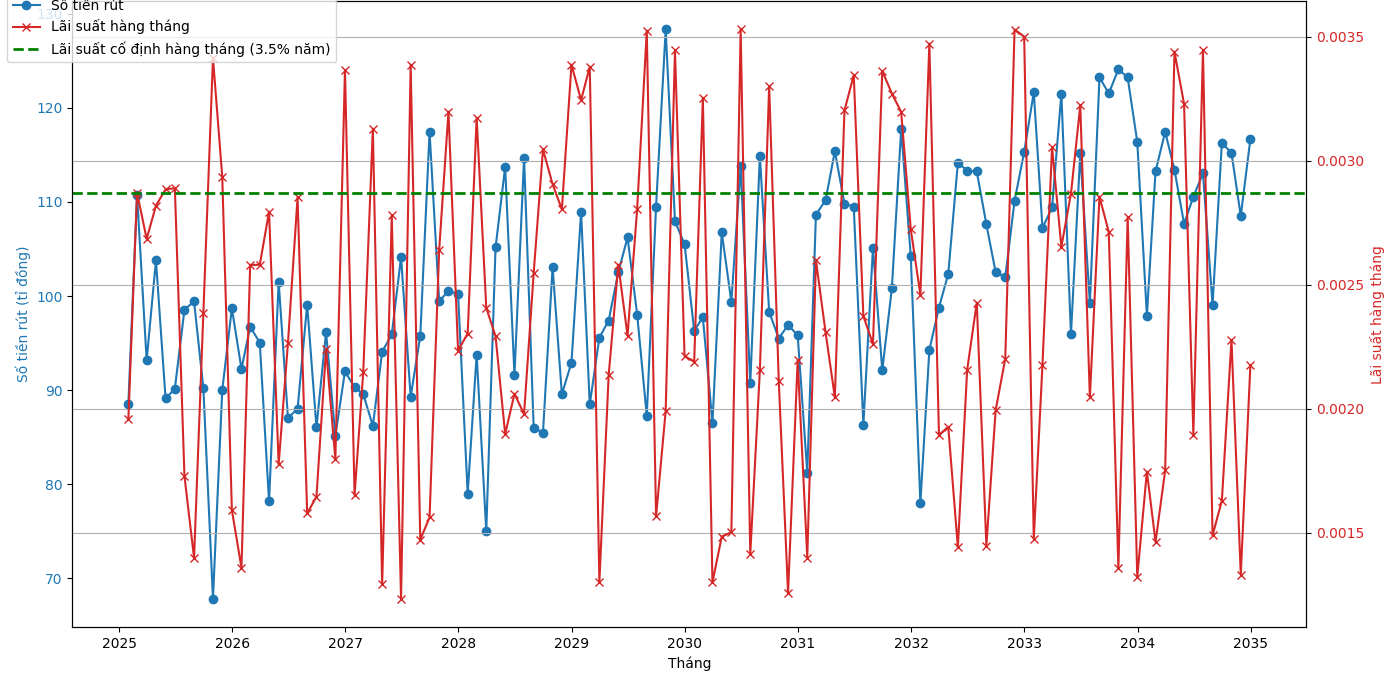 Số tiền rút
Lãi suất hàng tháng
Lãi suất cố định hàng tháng (3.5% năm)
130
120
110
100
90
80
70
Số tiền rút (tỉ đồng)
0.0035
0.0030
0.0025
0.0020
0.0015
Lãi suất hàng tháng
2025 2026 2027 2028 2029 2030 2031 2032 2033 2034 2035
Tháng